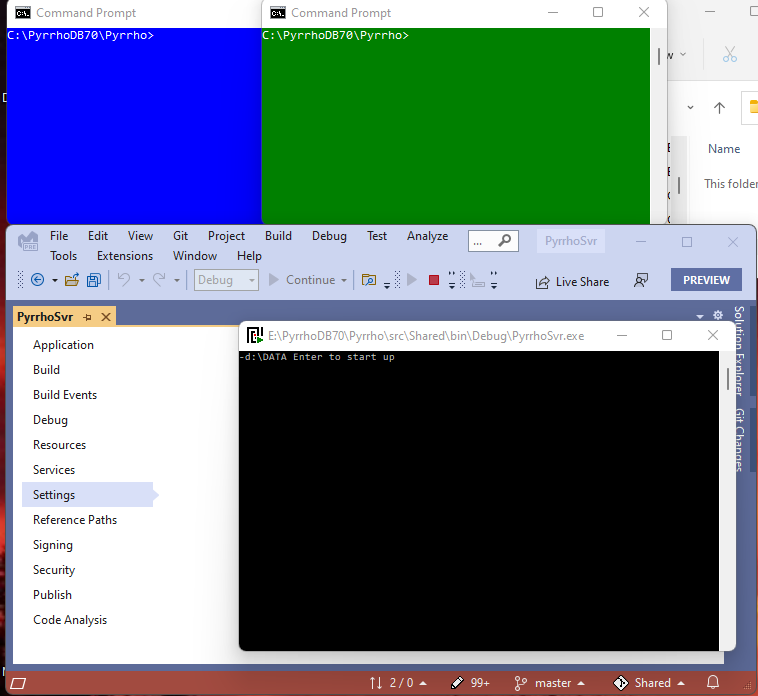 Command Prompt
Command Prompt
C:\PyrrhoDB70\Pyrrho>
C:\PyrrhoDB70\Pyrrho>
Name
This folder
File Edit View Git Project Build Debug Test Analyze ... PyrrhoSvr
Tools Extensions Window Help
PRE
Debug Continue Live Share PREVIEW
PyrrhoSvr
Solution Explorer
Git Changes
E:\PyrrhoDB70\Pyrrho\src\Shared\bin\Debug\PyrrhoSvr.exe
-d:\DATA Enter to start up
Application
Build
Build Events
Debug
Resources
Services
Settings
Reference Paths
Signing
Security
Publish
Code Analysis
2 / 0 99+ master Shared